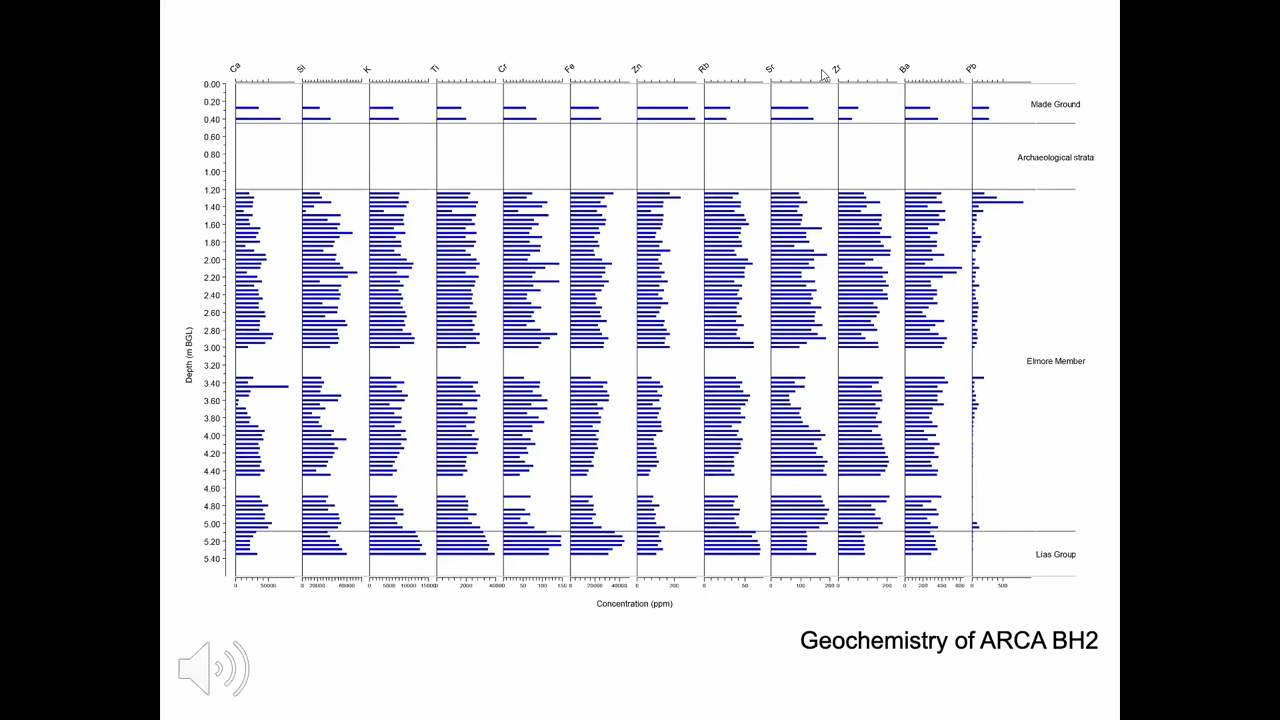 Ca Si K Ti Cr Fe Zn Rb Sr Zr Ba Pb
0.00
0.20 Made Ground
0.40
0.60
0.80 Archaeological strata
1.00
1.20
1.40
1.60
1.80
2.00
2.20
2.40
2.60
2.80
3.00
3.20 Elmore Member
3.40
3.60
3.80
4.00
4.20
4.40
4.60
4.80
5.00
5.20
5.40 Lias Group
Depth (m BGL)
0 50000 0 20000 60000 0 5000 10000 15000 0 2000 4000 0 50 100 150 0 20000 40000 0 200 0 50 0 100 200 0 200 0 200 400 600 0 500
Concentration (ppm)
Geochemistry of ARCA BH2